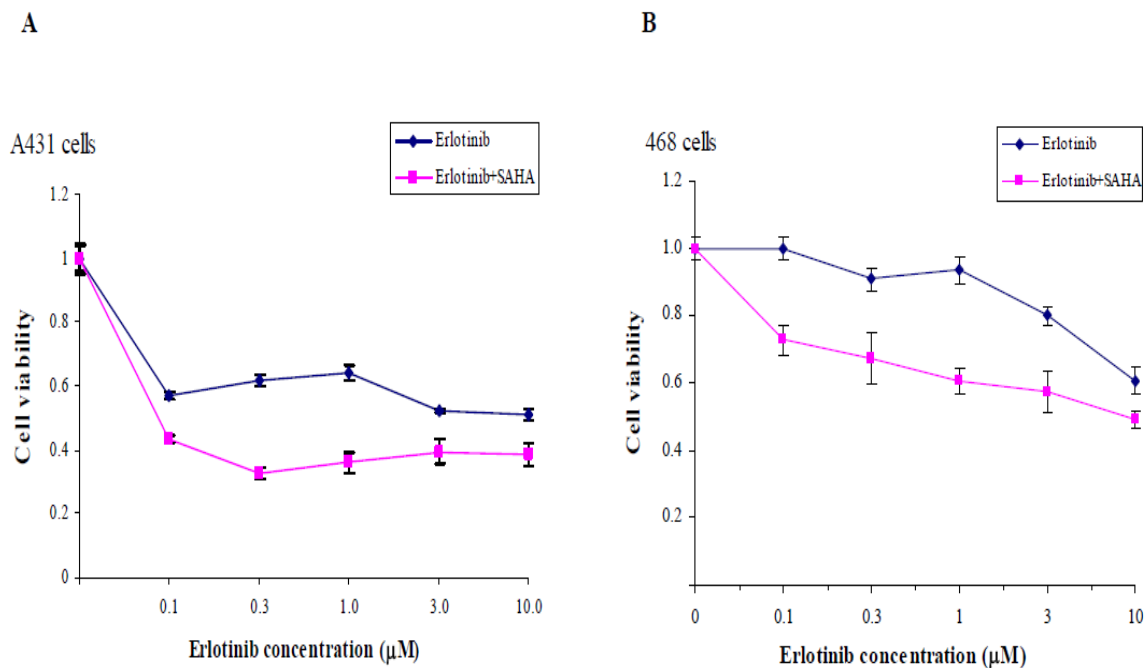 A
B
A431 cells
Erlotinib
Erlotinib+SAHA
468 cells
Erlotinib
Erlotinib+SAHA
Cell viability
1.2
1
0.8
0.6
0.4
0.2
0
0.1 0.3 1.0 3.0 10.0
Erlotinib concentration (μM)
Cell viability
1.2
1.0
0.8
0.6
0.4
0.2
0 0.1 0.3 1 3 10
Erlotinib concentration (μM)